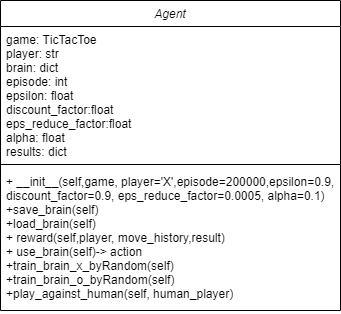 Agent
game: TicTacToe
player: str
brain: dict
episode: int
epsilon: float
discount_factor:float
eps_reduce_factor:float
alpha: float
results: dict
+ __init__(self,game, player='X',episode=200000,epsilon=0.9,
discount_factor=0.9, eps_reduce_factor=0.0005, alpha=0.1)
+save_brain(self)
+load_brain(self)
+ reward(self,player, move_history,result)
+ use_brain(self)-> action
+train_brain_x_byRandom(self)
+train_brain_o_byRandom(self)
+play_against_human(self, human_player)